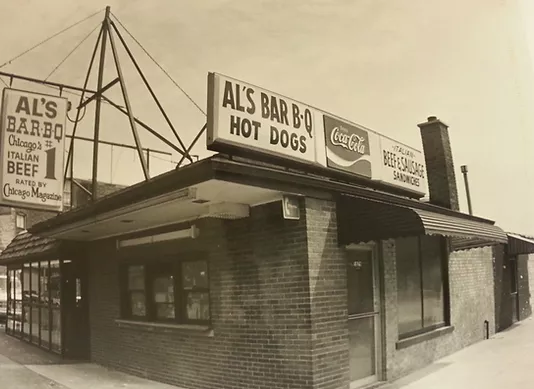 AL'S
BAR·B·Q
Chicago's
ITALIAN
BEEF
#1
RATED BY
Chicago Magazine
AL'S BAR B·Q
HOT DOGS
Coca-Cola
ITALIAN
BEEF & SAUSAGE
SANDWICHES